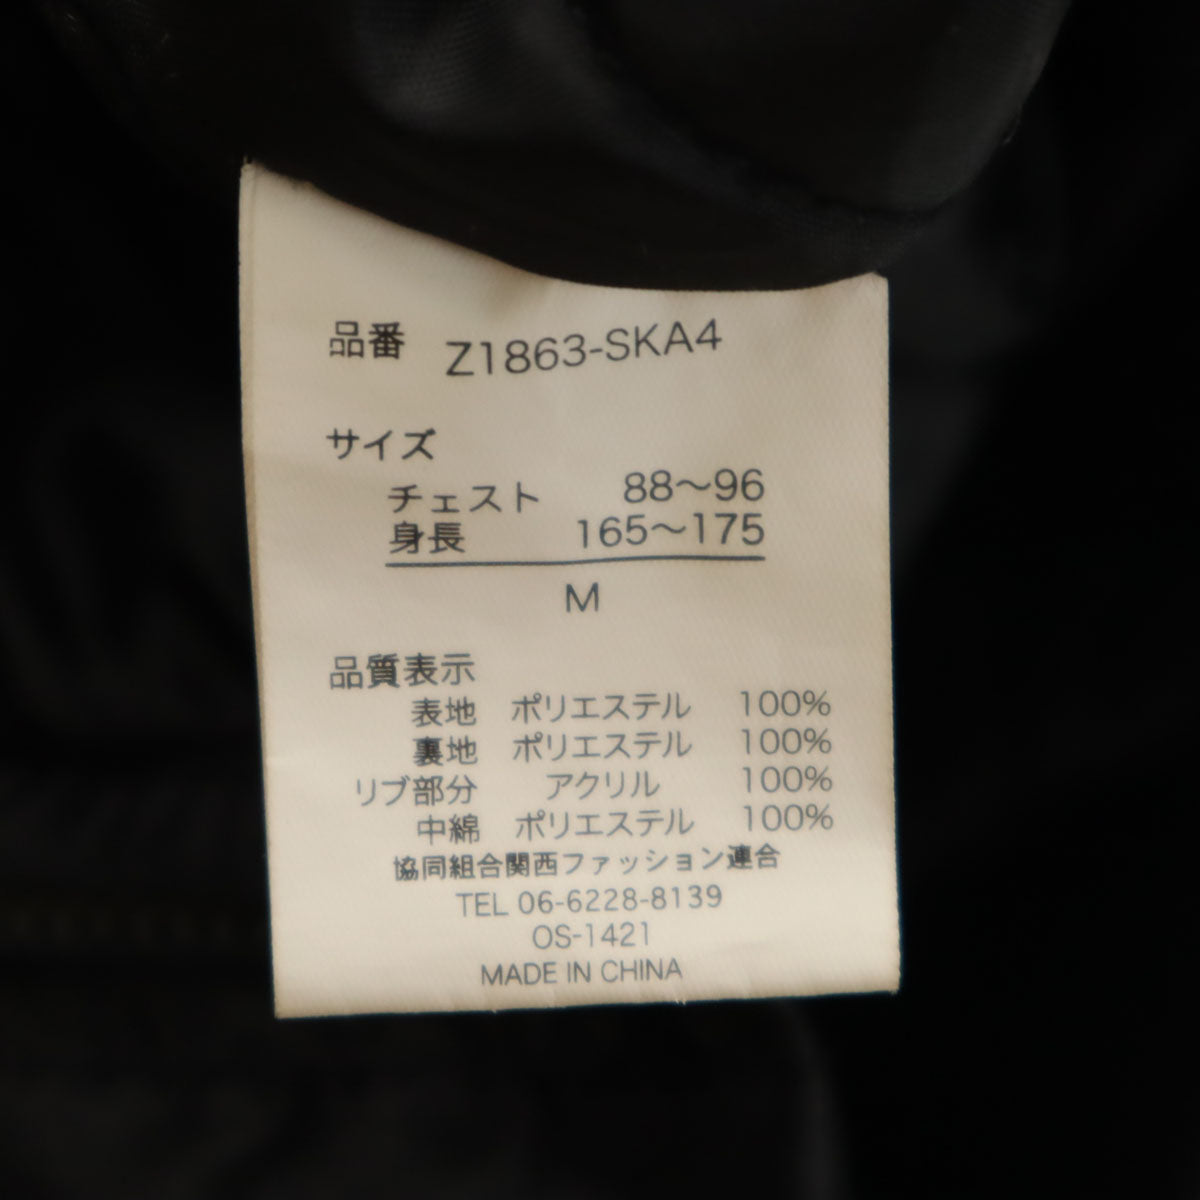 品番 Z1863-SKA4
サイズ
チェスト 88〜96
身長 165〜175
M
品質表示
表地 ポリエステル 100%
裏地 ポリエステル 100%
リブ部分 アクリル 100%
中綿 ポリエステル 100%
協同組合関西ファッション連合
TEL 06-6228-8139
OS-1421
MADE IN CHINA